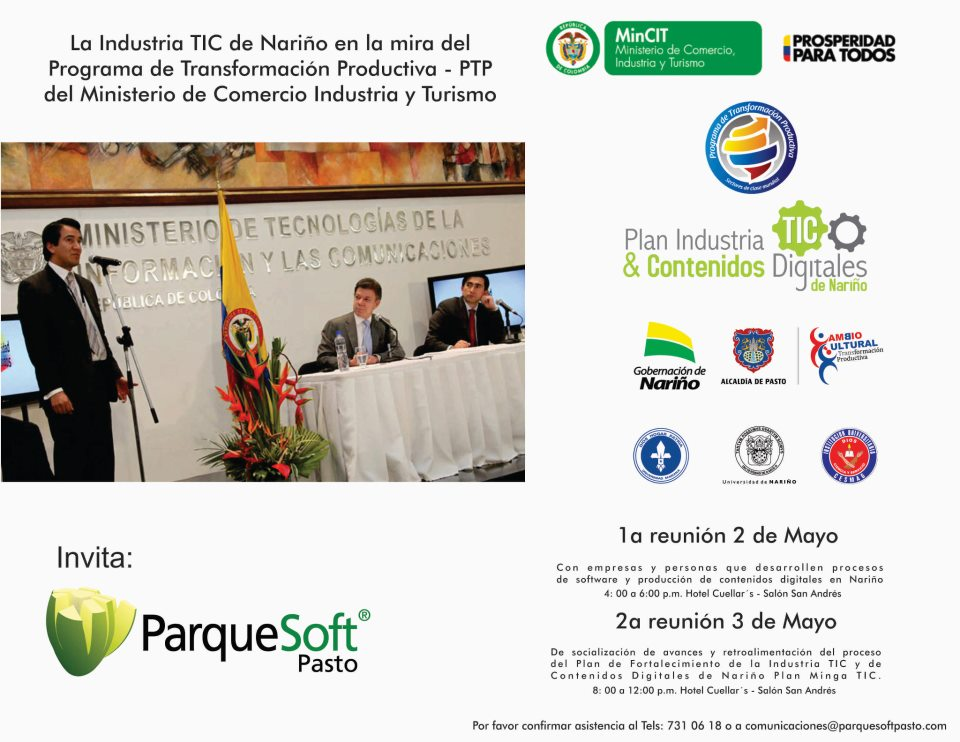 La Industria TIC de Nariño en la mira del
Programa de Transformación Productiva - PTP
del Ministerio de Comercio Industria y Turismo
REPÚBLICA
DE COLOMBIA
MinCIT
Ministerio de Comercio,
Industria y Turismo
PROSPERIDAD
PARA TODOS
Programa de Transformación Productiva
Sectores de clase mundial
MINISTERIO DE TECNOLOGÍAS DE LA
INFORMACIÓN Y LAS COMUNICACIONES
REPÚBLICA DE COLOMBIA
Plan Industria TIC
& Contenidos Digitales
de Nariño
Gobernación de
Nariño
ALCALDÍA DE PASTO
CAMBIO
CULTURAL
Transformación
Productiva
Universidad de NARIÑO
INSTITUCION UNIVERSITARIA
DIOS
CESMAG
Invita:
ParqueSoft®
Pasto
1a reunión 2 de Mayo
Con empresas y personas que desarrollen procesos
de software y producción de contenidos digitales en Nariño
4: 00 a 6:00 p.m. Hotel Cuellar´s - Salón San Andrés
2a reunión 3 de Mayo
De socialización de avances y retroalimentación del proceso
del Plan de Fortalecimiento de la Industria TIC y de
Contenidos Digitales de Nariño Plan Minga TIC.
8: 00 a 12:00 p.m. Hotel Cuellar´s - Salón San Andrés
Por favor confirmar asistencia al Tels: 731 06 18 o a comunicaciones@parquesoftpasto.com